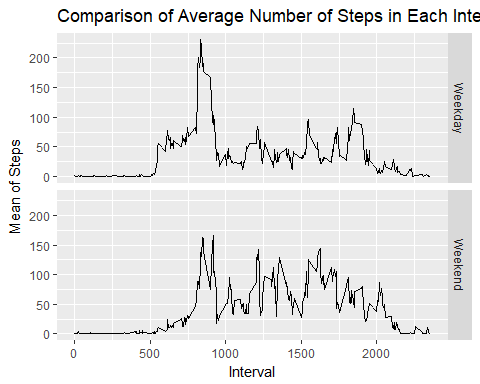 Comparison of Average Number of Steps in Each Inte
200
150
100
50
0
Weekday
200
150
100
50
0
Weekend
Mean of Steps
0 500 1000 1500 2000
Interval